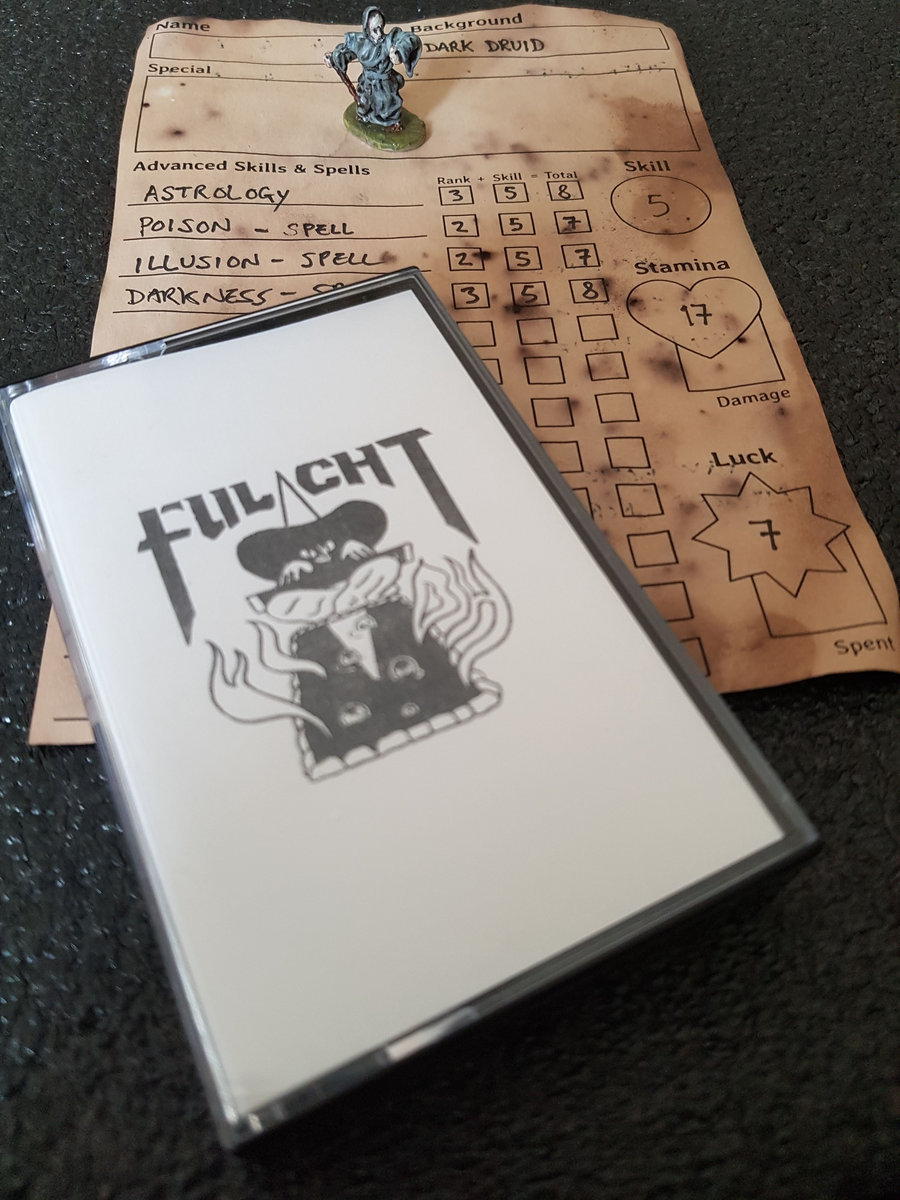 Name Background
DARK DRUID
Special
Advanced Skills & Spells Rank + Skill = Total Skill
ASTROLOGY 3 5 8 5
POISON - SPELL 2 5 7
ILLUSION - SPELL 2 5 7 Stamina
DARKNESS - 3 5 8 17
Damage
Luck
7
Spent
FULACHT